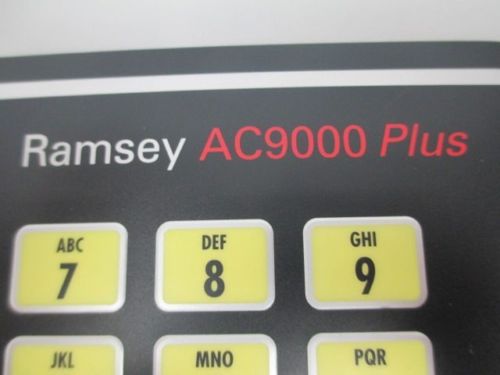 Ramsey AC9000 Plus
ABC DEF GHI
7 8 9
JKL MNO PQR